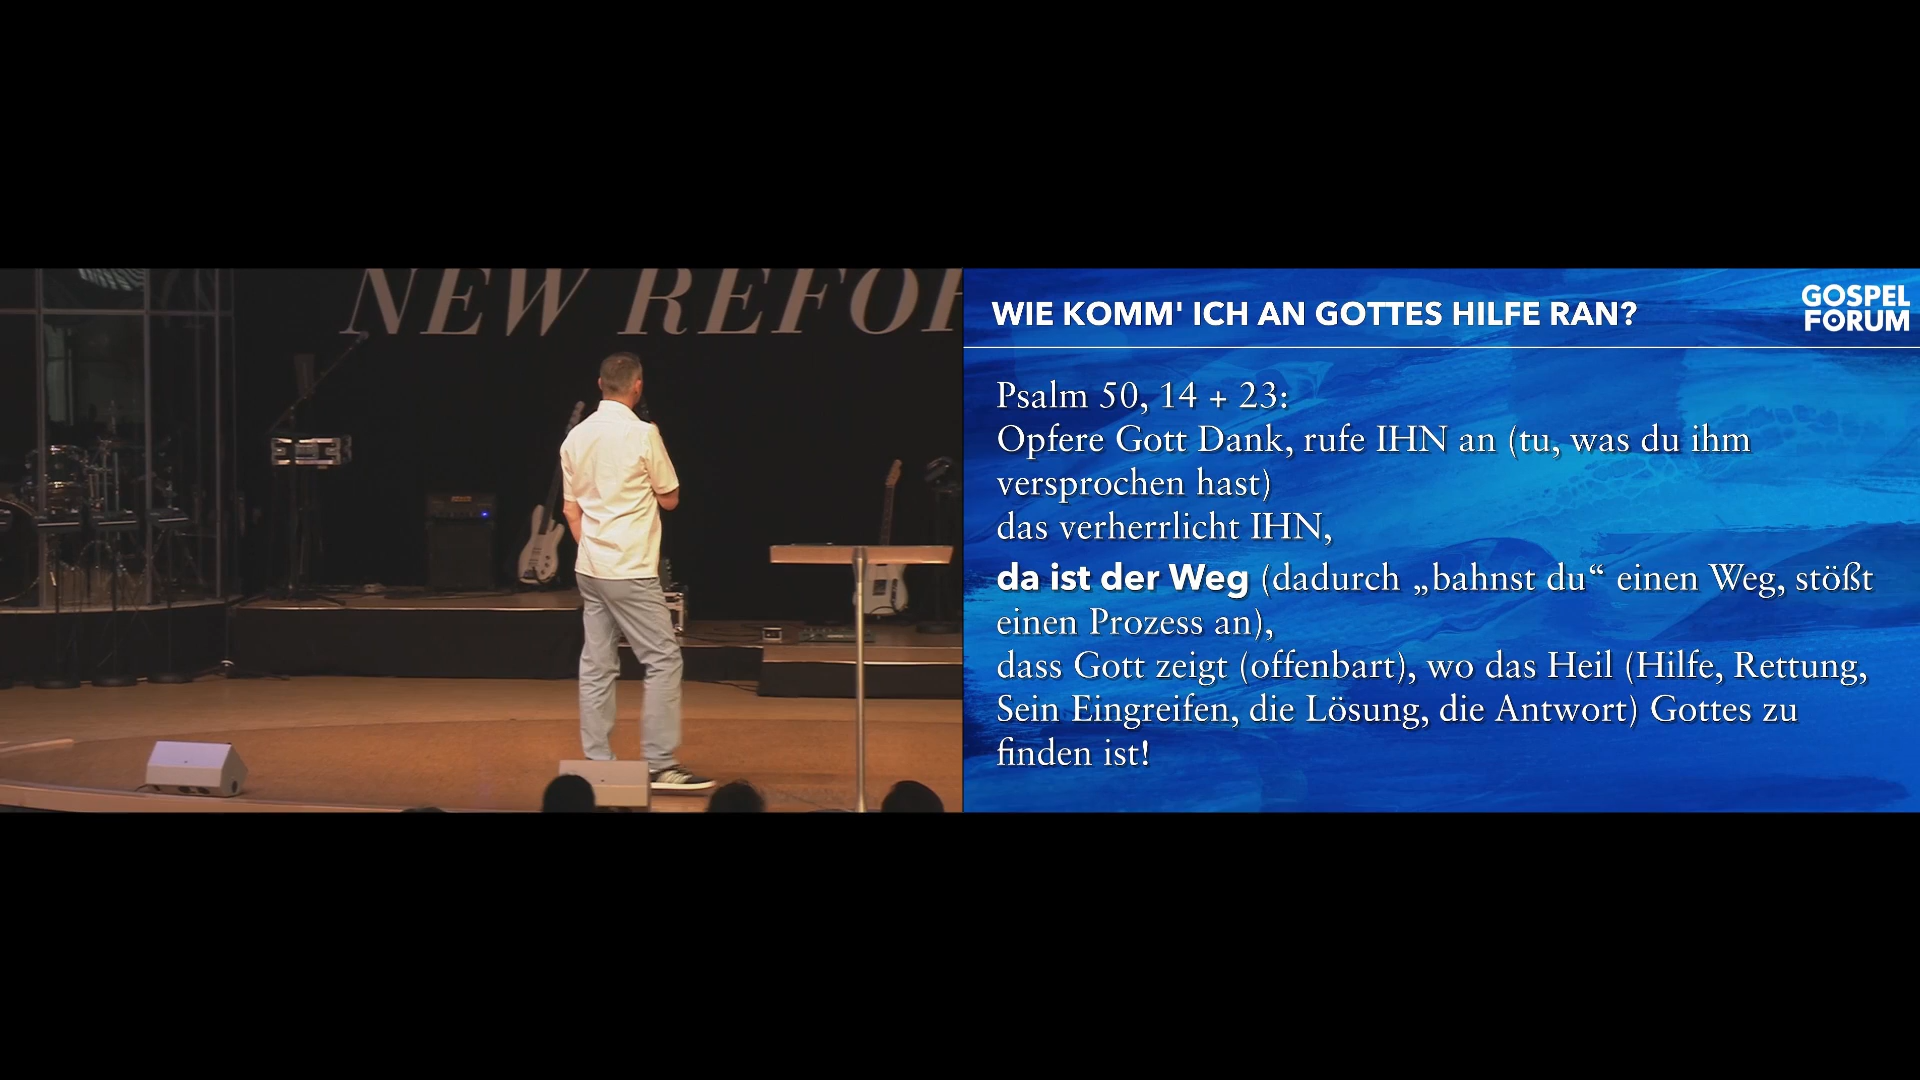 NEW REFOR
WIE KOMM' ICH AN GOTTES HILFE RAN?
GOSPEL
FORUM
Psalm 50, 14 + 23:
Opfere Gott Dank, rufe IHN an (tu, was du ihm
versprochen hast)
das verherrlicht IHN,
da ist der Weg (dadurch „bahnst du“ einen Weg, stößt
einen Prozess an),
dass Gott zeigt (offenbart), wo das Heil (Hilfe, Rettung,
Sein Eingreifen, die Lösung, die Antwort) Gottes zu
finden ist!